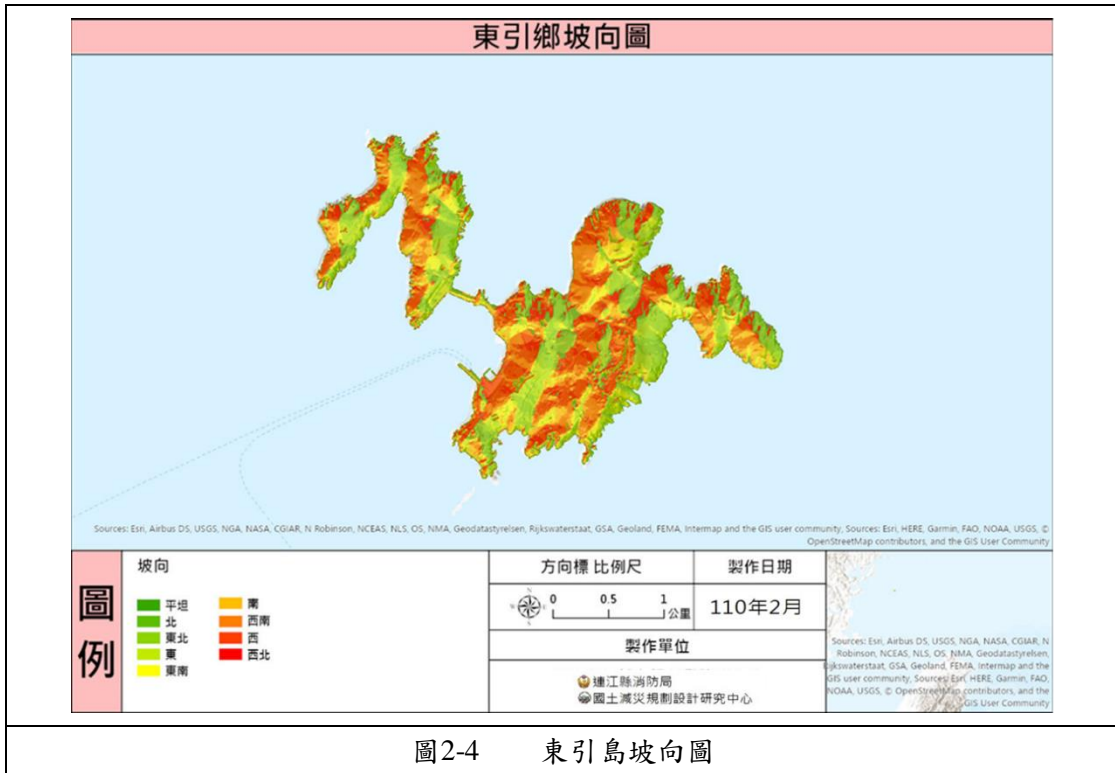 東引鄉坡向圖
Sources: Esri, Airbus DS, USGS, NGA, NASA, CGIAR, N Robinson, NCEAS, NLS, OS, NMA, Geodatastyrelsen, Rijkswaterstaat, GSA, Geoland, FEMA, Intermap and the GIS user community, Sources: Esri, HERE, Garmin, FAO, NOAA, USGS, ©
OpenStreetMap contributors, and the GIS User Community
圖例
坡向
平坦
北
東北
東
東南
南
西南
西
西北
方向標 比例尺
N
0 0.5 1
公里
製作日期
110年2月
製作單位
連江縣消防局
國土減災規劃設計研究中心
Sources: Esri, Airbus DS, USGS, NGA, NASA, CGIAR, N
Robinson, NCEAS, NLS, OS, NMA, Geodatastyrelsen,
Rijkswaterstaat, GSA, Geoland, FEMA, Intermap and the
GIS user community, Sources: Esri, HERE, Garmin, FAO,
NOAA, USGS, © OpenStreetMap contributors, and the
GIS User Community
圖2-4 東引島坡向圖